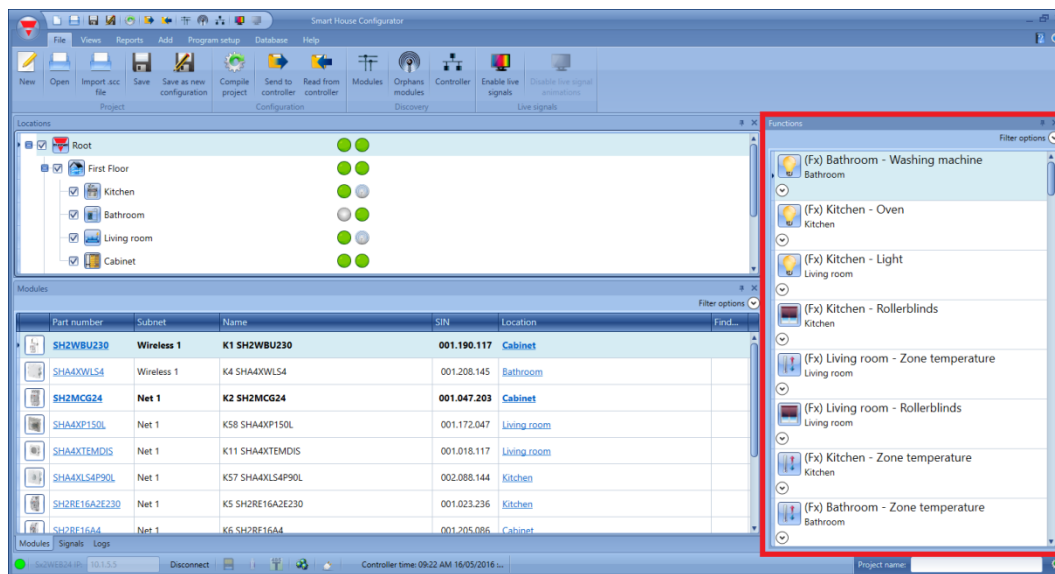 Smart House Configurator
File Views Reports Add Program setup Database Help
New Open Import .scc file Save Save as new configuration Compile project Send to controller Read from controller Modules Orphans modules Controller Enable live signals Disable live signal animations
Project Configuration Discovery Live signals
Locations
Root
First Floor
Kitchen
Bathroom
Living room
Cabinet
Modules
Filter options
Part number Subnet Name SIN Location Find...
SH2WBU230 Wireless 1 K1 SH2WBU230 001.190.117 Cabinet
SHA4XWLS4 Wireless 1 K4 SHA4XWLS4 001.208.145 Bathroom
SH2MCG24 Net 1 K2 SH2MCG24 001.047.203 Cabinet
SHA4XP150L Net 1 K58 SHA4XP150L 001.172.047 Living room
SHA4XTEMDIS Net 1 K11 SHA4XTEMDIS 001.018.117 Living room
SHA4XLS4P90L Net 1 K57 SHA4XLS4P90L 002.088.144 Kitchen
SH2RE16A2E230 Net 1 K5 SH2RE16A2E230 001.023.236 Kitchen
SH2RE16A4 Net 1 K6 SH2RE16A4 001.205.086 Cabinet
Modules Signals Logs
Functions
Filter options
(Fx) Bathroom - Washing machine
Bathroom
(Fx) Kitchen - Oven
Kitchen
(Fx) Kitchen - Light
Living room
(Fx) Kitchen - Rollerblinds
Kitchen
(Fx) Living room - Zone temperature
Living room
(Fx) Living room - Rollerblinds
Living room
(Fx) Kitchen - Zone temperature
Kitchen
(Fx) Bathroom - Zone temperature
Bathroom
Sx2WEB24 IP: 10.1.5.5 Disconnect Controller time: 09:22 AM 16/05/2016 :... Project name: